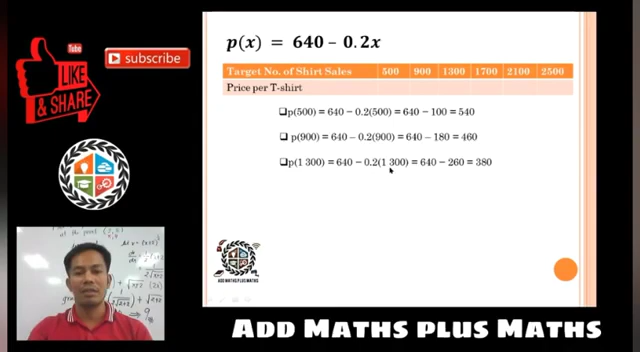 p(x) = 640 – 0.2x
You
Tube
LIKE
& SHARE
subscribe
Target No. of Shirt Sales 500 900 1300 1700 2100 2500
Price per T-shirt
❑p(500) = 640 – 0.2(500) = 640 – 100 = 540
❑ p(900) = 640 – 0.2(900) = 640 – 180 = 460
❑p(1 300) = 640 – 0.2(1 300) = 640 – 260 = 380
ADD MATHS PLUS MATHS
Add Maths plus Maths